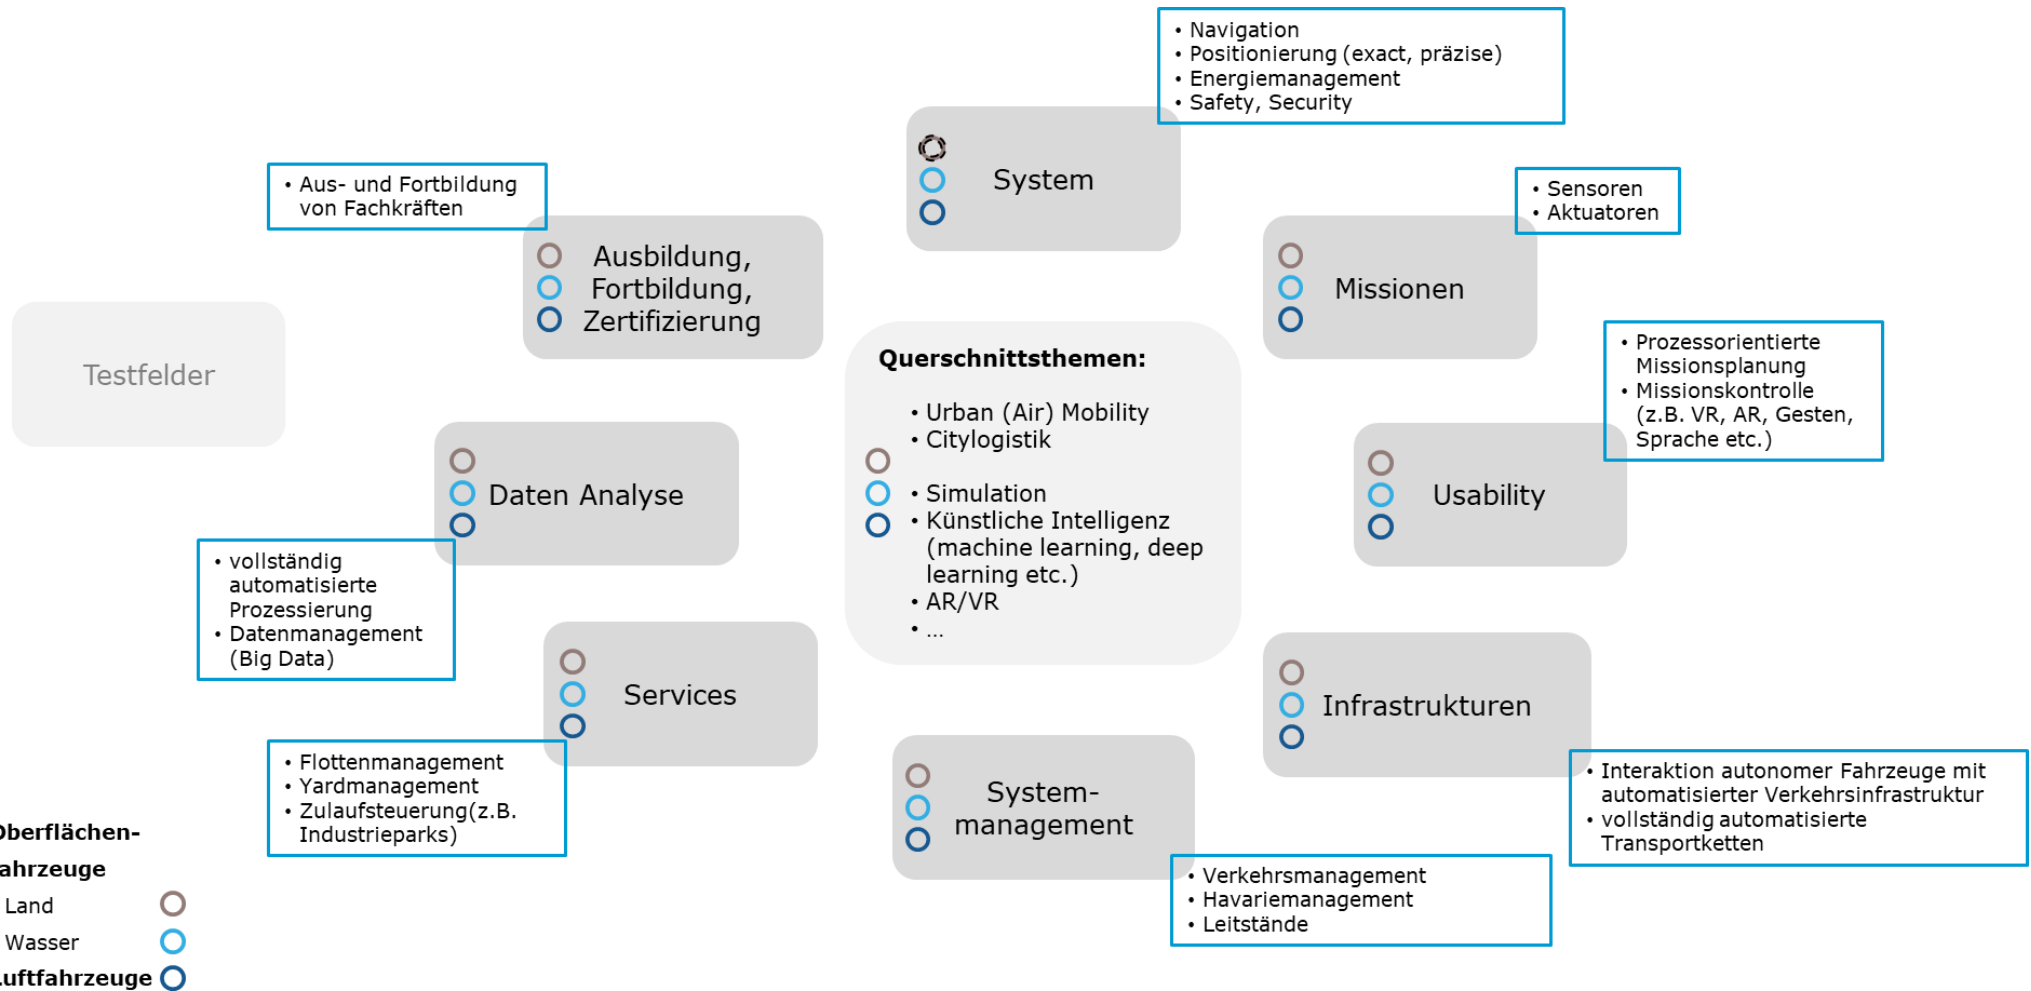 • Navigation
• Positionierung (exact, präzise)
• Energiemanagement
• Safety, Security
System
• Aus- und Fortbildung
von Fachkräften
• Sensoren
• Aktuatoren
Ausbildung,
Fortbildung,
Zertifizierung
Missionen
Testfelder
• Prozessorientierte
Missionsplanung
• Missionskontrolle
(z.B. VR, AR, Gesten,
Sprache etc.)
Querschnittsthemen:
• Urban (Air) Mobility
• Citylogistik
• Simulation
• Künstliche Intelligenz
(machine learning, deep
learning etc.)
• AR/VR
• ...
Daten Analyse
Usability
• vollständig
automatisierte
Prozessierung
• Datenmanagement
(Big Data)
Services
Infrastrukturen
• Flottenmanagement
• Yardmanagement
• Zulaufsteuerung(z.B.
Industrieparks)
System-
management
• Interaktion autonomer Fahrzeuge mit
automatisierter Verkehrsinfrastruktur
• vollständig automatisierte
Transportketten
• Verkehrsmanagement
• Havariemanagement
• Leitstände
Oberflächen-
ahrzeuge
Land
Wasser
Luftfahrzeuge